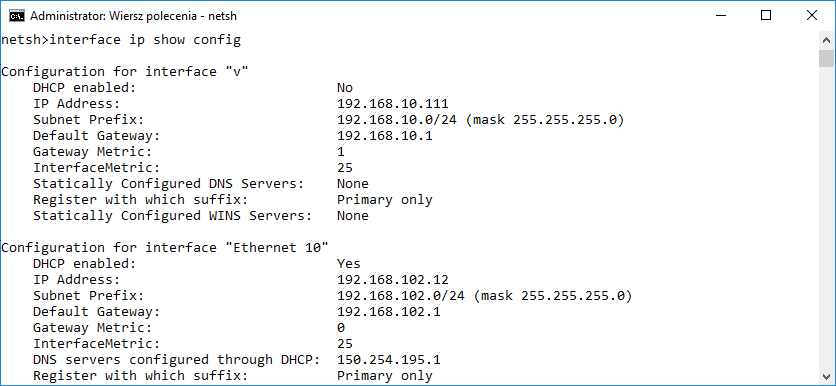 Administrator: Wiersz polecenia - netsh
netsh>interface ip show config
Configuration for interface "v"
DHCP enabled: No
IP Address: 192.168.10.111
Subnet Prefix: 192.168.10.0/24 (mask 255.255.255.0)
Default Gateway: 192.168.10.1
Gateway Metric: 1
InterfaceMetric: 25
Statically Configured DNS Servers: None
Register with which suffix: Primary only
Statically Configured WINS Servers: None
Configuration for interface "Ethernet 10"
DHCP enabled: Yes
IP Address: 192.168.102.12
Subnet Prefix: 192.168.102.0/24 (mask 255.255.255.0)
Default Gateway: 192.168.102.1
Gateway Metric: 0
InterfaceMetric: 25
DNS servers configured through DHCP: 150.254.195.1
Register with which suffix: Primary only